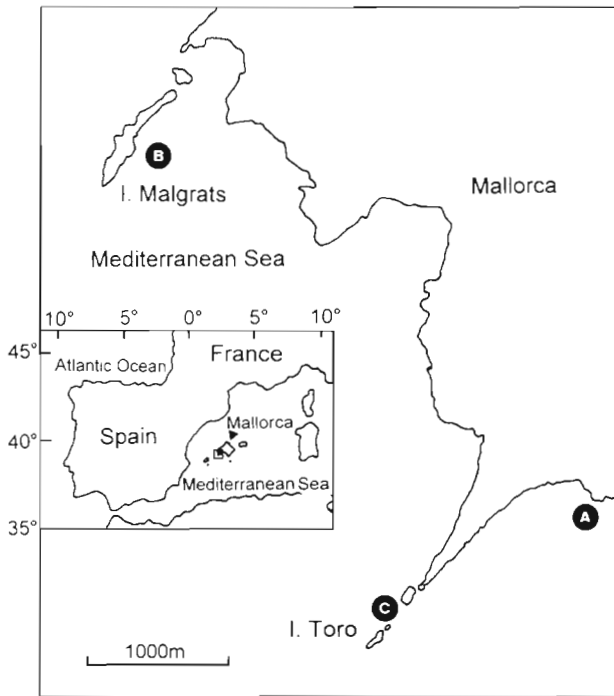 B
I. Malgrats
Mallorca
Mediterranean Sea
10° 5° 0° 5° 10°
45°
Atlantic Ocean
France
Spain
Mallorca
40°
Mediterranean Sea
35°
A
C
I. Toro
1000m